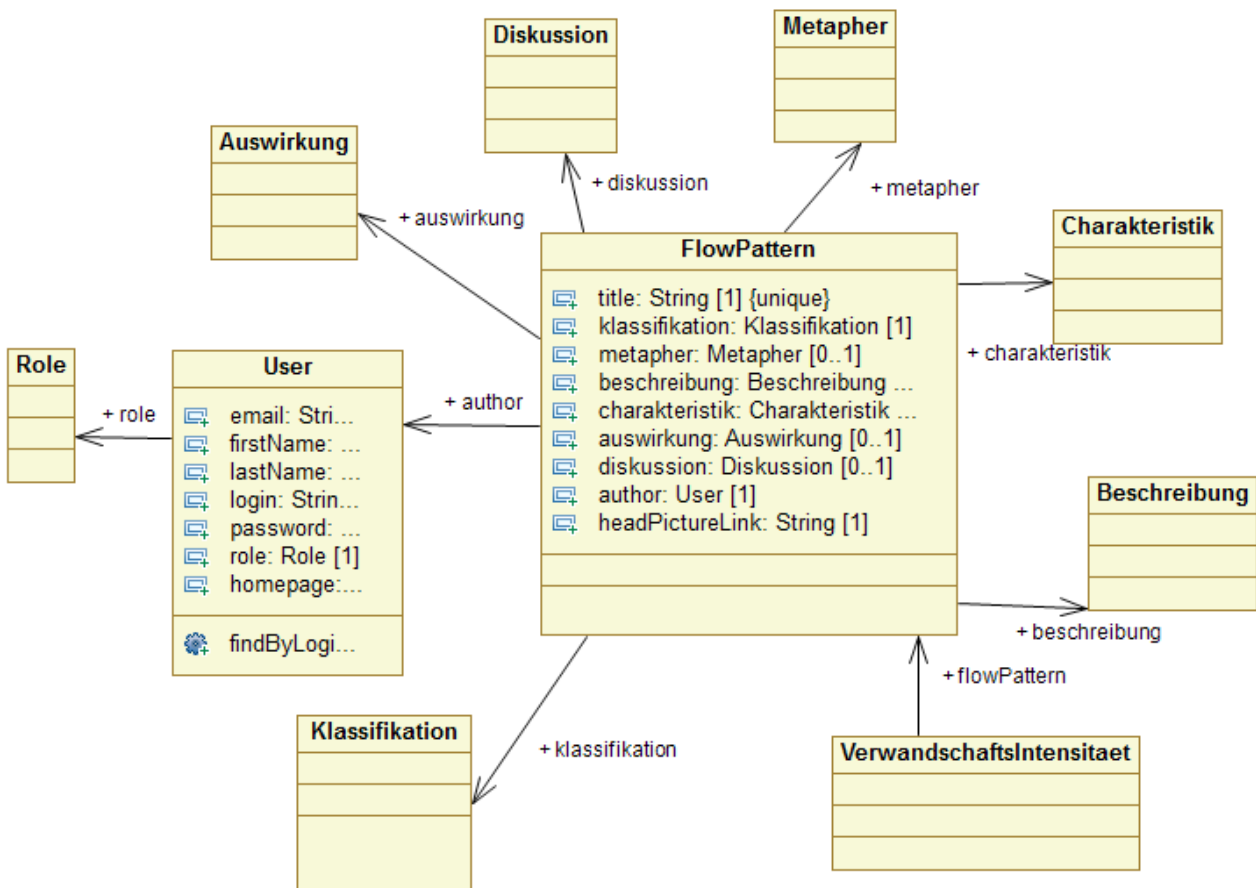 Diskussion
Metapher
Auswirkung
+ diskussion
+ metapher
+ auswirkung
Charakteristik
FlowPattern
title: String [1] {unique}
klassifikation: Klassifikation [1]
metapher: Metapher [0..1]
beschreibung: Beschreibung ...
charakteristik: Charakteristik ...
auswirkung: Auswirkung [0..1]
diskussion: Diskussion [0..1]
author: User [1]
headPictureLink: String [1]
+ charakteristik
Role
+ role
User
email: Stri...
firstName: ...
lastName: ...
login: Strin...
password: ...
role: Role [1]
homepage:...
findByLogi...
+ author
Beschreibung
+ beschreibung
+ flowPattern
Klassifikation
+ klassifikation
VerwandschaftsIntensitaet